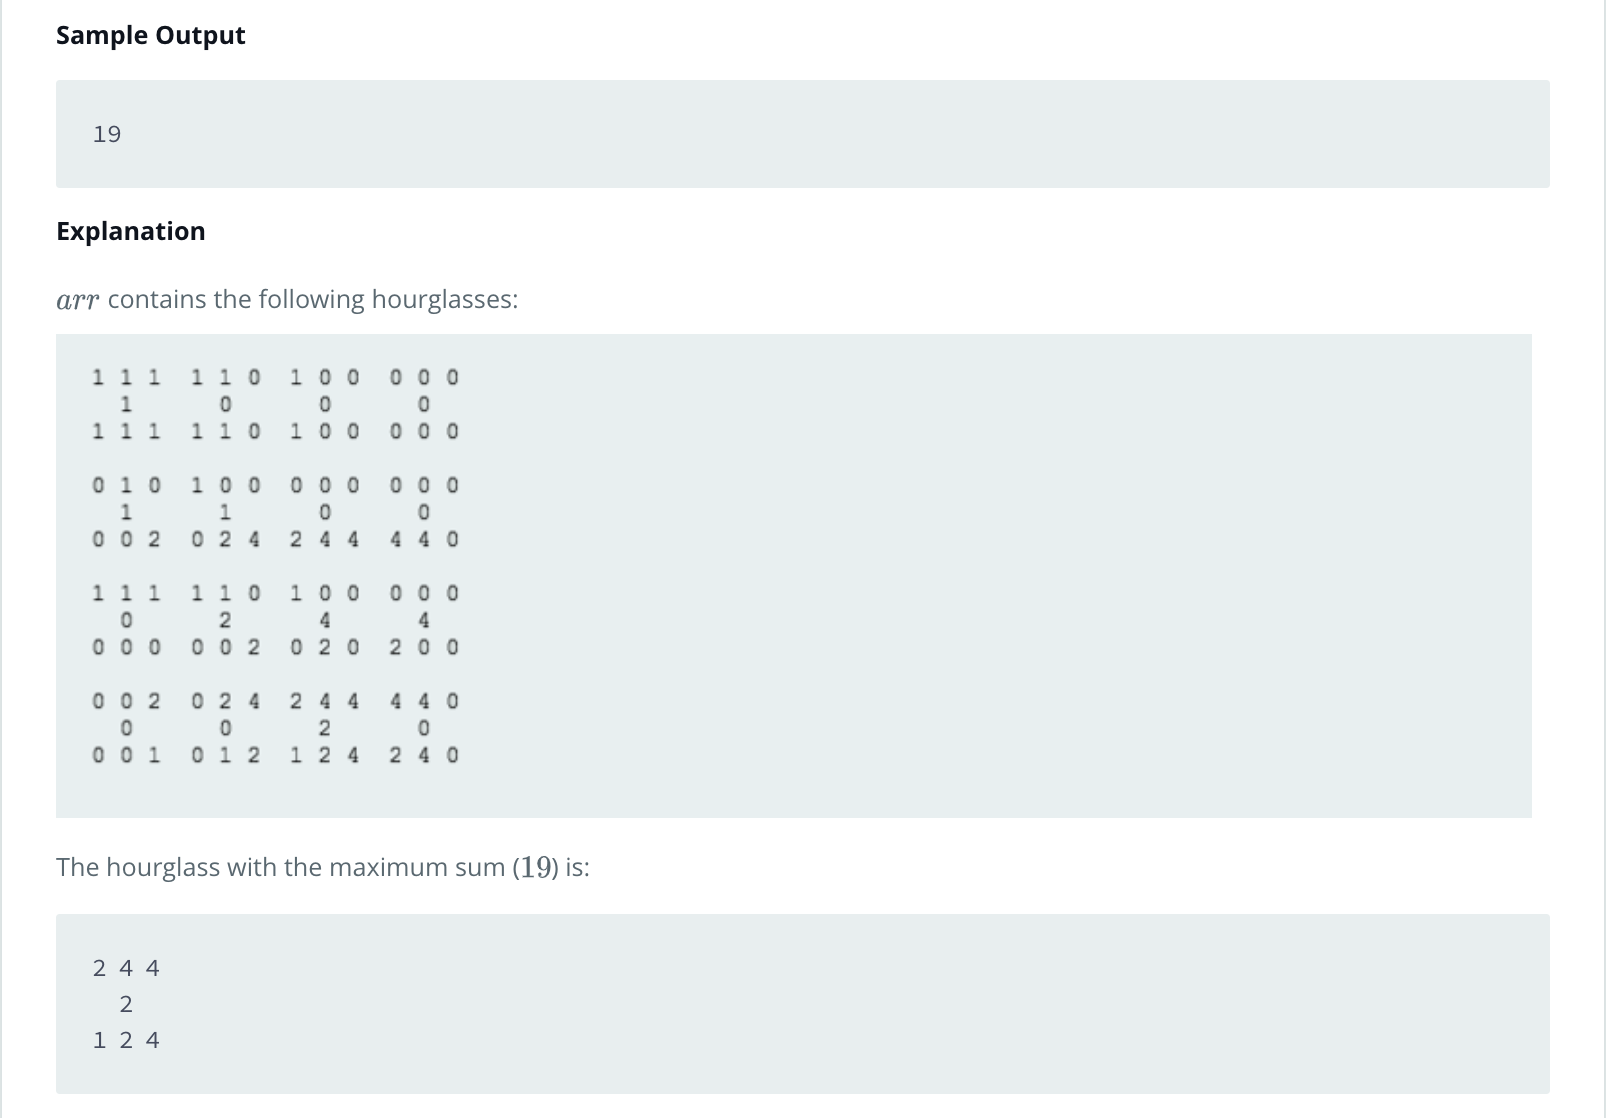 Sample Output
19
Explanation
arr contains the following hourglasses:
1 1 1  1 1 0  1 0 0  0 0 0
  1      0      0      0
1 1 1  1 1 0  1 0 0  0 0 0
0 1 0  1 0 0  0 0 0  0 0 0
  1      1      0      0
0 0 2  0 2 4  2 4 4  4 4 0
1 1 1  1 1 0  1 0 0  0 0 0
  0      2      4      4
0 0 0  0 0 2  0 2 0  2 0 0
0 0 2  0 2 4  2 4 4  4 4 0
  0      0      2      0
0 0 1  0 1 2  1 2 4  2 4 0
The hourglass with the maximum sum (19) is:
2 4 4
  2
1 2 4